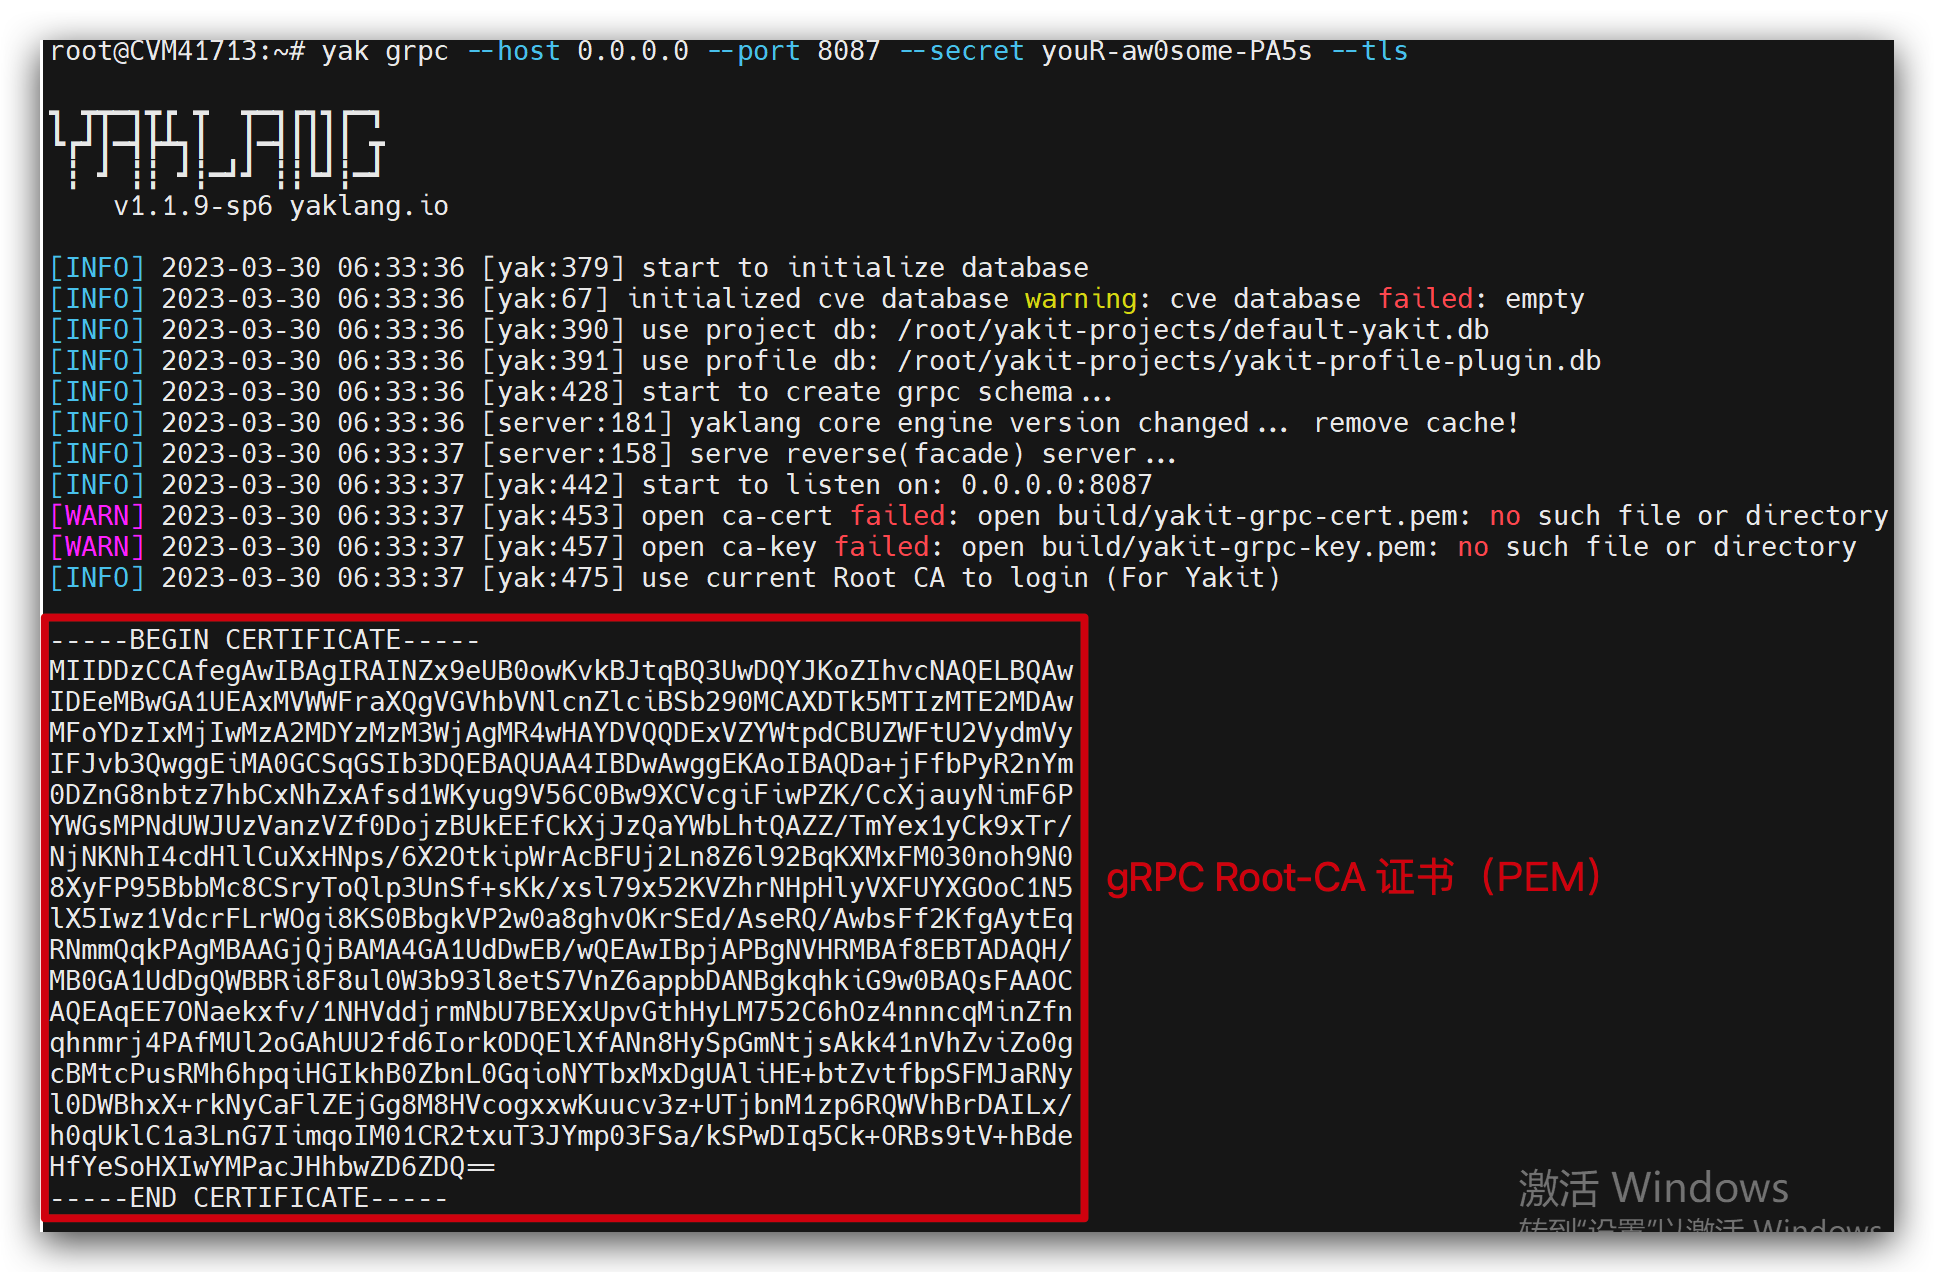 root@CVM41713:~# yak grpc --host 0.0.0.0 --port 8087 --secret youR-aw0some-PA5s --tls
v1.1.9-sp6 yaklang.io
[INFO] 2023-03-30 06:33:36 [yak:379] start to initialize database
[INFO] 2023-03-30 06:33:36 [yak:67] initialized cve database warning: cve database failed: empty
[INFO] 2023-03-30 06:33:36 [yak:390] use project db: /root/yakit-projects/default-yakit.db
[INFO] 2023-03-30 06:33:36 [yak:391] use profile db: /root/yakit-projects/yakit-profile-plugin.db
[INFO] 2023-03-30 06:33:36 [yak:428] start to create grpc schema...
[INFO] 2023-03-30 06:33:36 [server:181] yaklang core engine version changed... remove cache!
[INFO] 2023-03-30 06:33:37 [server:158] serve reverse(facade) server...
[INFO] 2023-03-30 06:33:37 [yak:442] start to listen on: 0.0.0.0:8087
[WARN] 2023-03-30 06:33:37 [yak:453] open ca-cert failed: open build/yakit-grpc-cert.pem: no such file or directory
[WARN] 2023-03-30 06:33:37 [yak:457] open ca-key failed: open build/yakit-grpc-key.pem: no such file or directory
[INFO] 2023-03-30 06:33:37 [yak:475] use current Root CA to login (For Yakit)
-----BEGIN CERTIFICATE-----
MIIDDzCCAfegAwIBAgIRAINZx9eUB0owKvkBJtqBQ3UwDQYJKoZIhvcNAQELBQAw
IDEeMBwGA1UEAxMVWWFraXQgVGVhbVNlcnZlciBSb290MCAXDTk5MTIzMTE2MDAw
MFoYDzIxMjIwMzA2MDYzMzM3WjAgMR4wHAYDVQQDExVZYWtpdCBUZWFtU2VydmVy
IFJvb3QwggEiMA0GCSqGSIb3DQEBAQUAA4IBDwAwggEKAoIBAQDa+jFfbPyR2nYm
0DZnG8nbtz7hbCxNhZxAfsd1WKyug9V56C0Bw9XCVcgiFiwPZK/CcXjauyNimF6P
YWGsMPNdUWJUzVanzVZf0DojzBUkEEfCkXjJzQaYWbLhtQAZZ/TmYex1yCk9xTr/
NjNKNhI4cdHllCuXxHNps/6X2OtkipWrAcBFUj2Ln8Z6l92BqKXMxFM030noh9N0
8XyFP95BbbMc8CSryToQlp3UnSf+sKk/xsl79x52KVZhrNHpHlyVXFUYXGOoC1N5
lX5Iwz1VdcrFLrWOgi8KS0BbgkVP2w0a8ghvOKrSEd/AseRQ/AwbsFf2KfgAytEq
RNmmQqkPAgMBAAGjQjBAMA4GA1UdDwEB/wQEAwIBpjAPBgNVHRMBAf8EBTADAQH/
MB0GA1UdDgQWBBRi8F8ul0W3b93l8etS7VnZ6appbDANBgkqhkiG9w0BAQsFAAOC
AQEAqEE7ONaekxfv/1NHVddjrmNbU7BEXxUpvGthHyLM752C6hOz4nnncqMinZfn
qhnmrj4PAfMUl2oGAhUU2fd6IorkODQElXfANn8HySpGmNtjsAkk41nVhZviZo0g
cBMtcPusRMh6hpqiHGIkhB0ZbnL0GqioNYTbxMxDgUAliHE+btZvtfbpSFMJaRNy
l0DWBhxX+rkNyCaFlZEjGg8M8HVcogxxwKuucv3z+UTjbnM1zp6RQWVhBrDAILx/
h0qUklC1a3LnG7IimqoIM01CR2txuT3JYmp03FSa/kSPwDIq5Ck+ORBs9tV+hBde
HfYeSoHXIwYMPacJHhbwZD6ZDQ==
-----END CERTIFICATE-----
gRPC Root-CA 证书（PEM）
激活 Windows
转到“设置”以激活 Windows